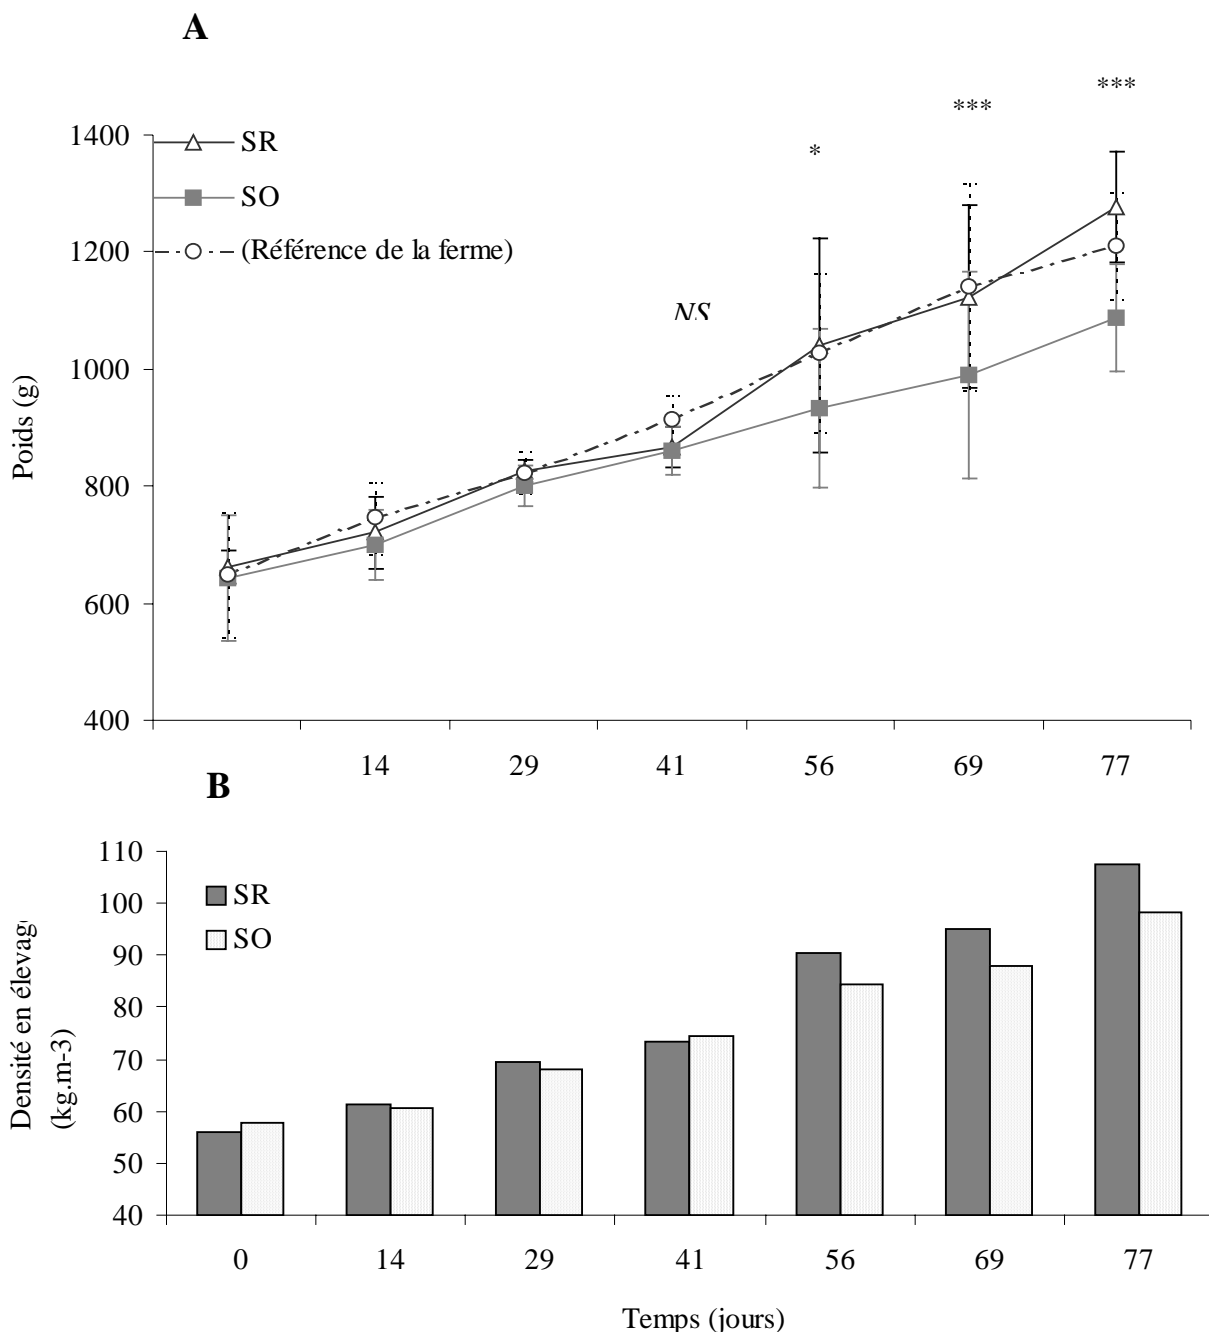 A
***
***
*
NS
1400
1200
1000
800
600
400
SR
SO
(Référence de la ferme)
Poids (g)
14 29 41 56 69 77
B
110
100
90
80
70
60
50
40
SR
SO
Densité en élevag
(kg.m-3)
0 14 29 41 56 69 77
Temps (jours)